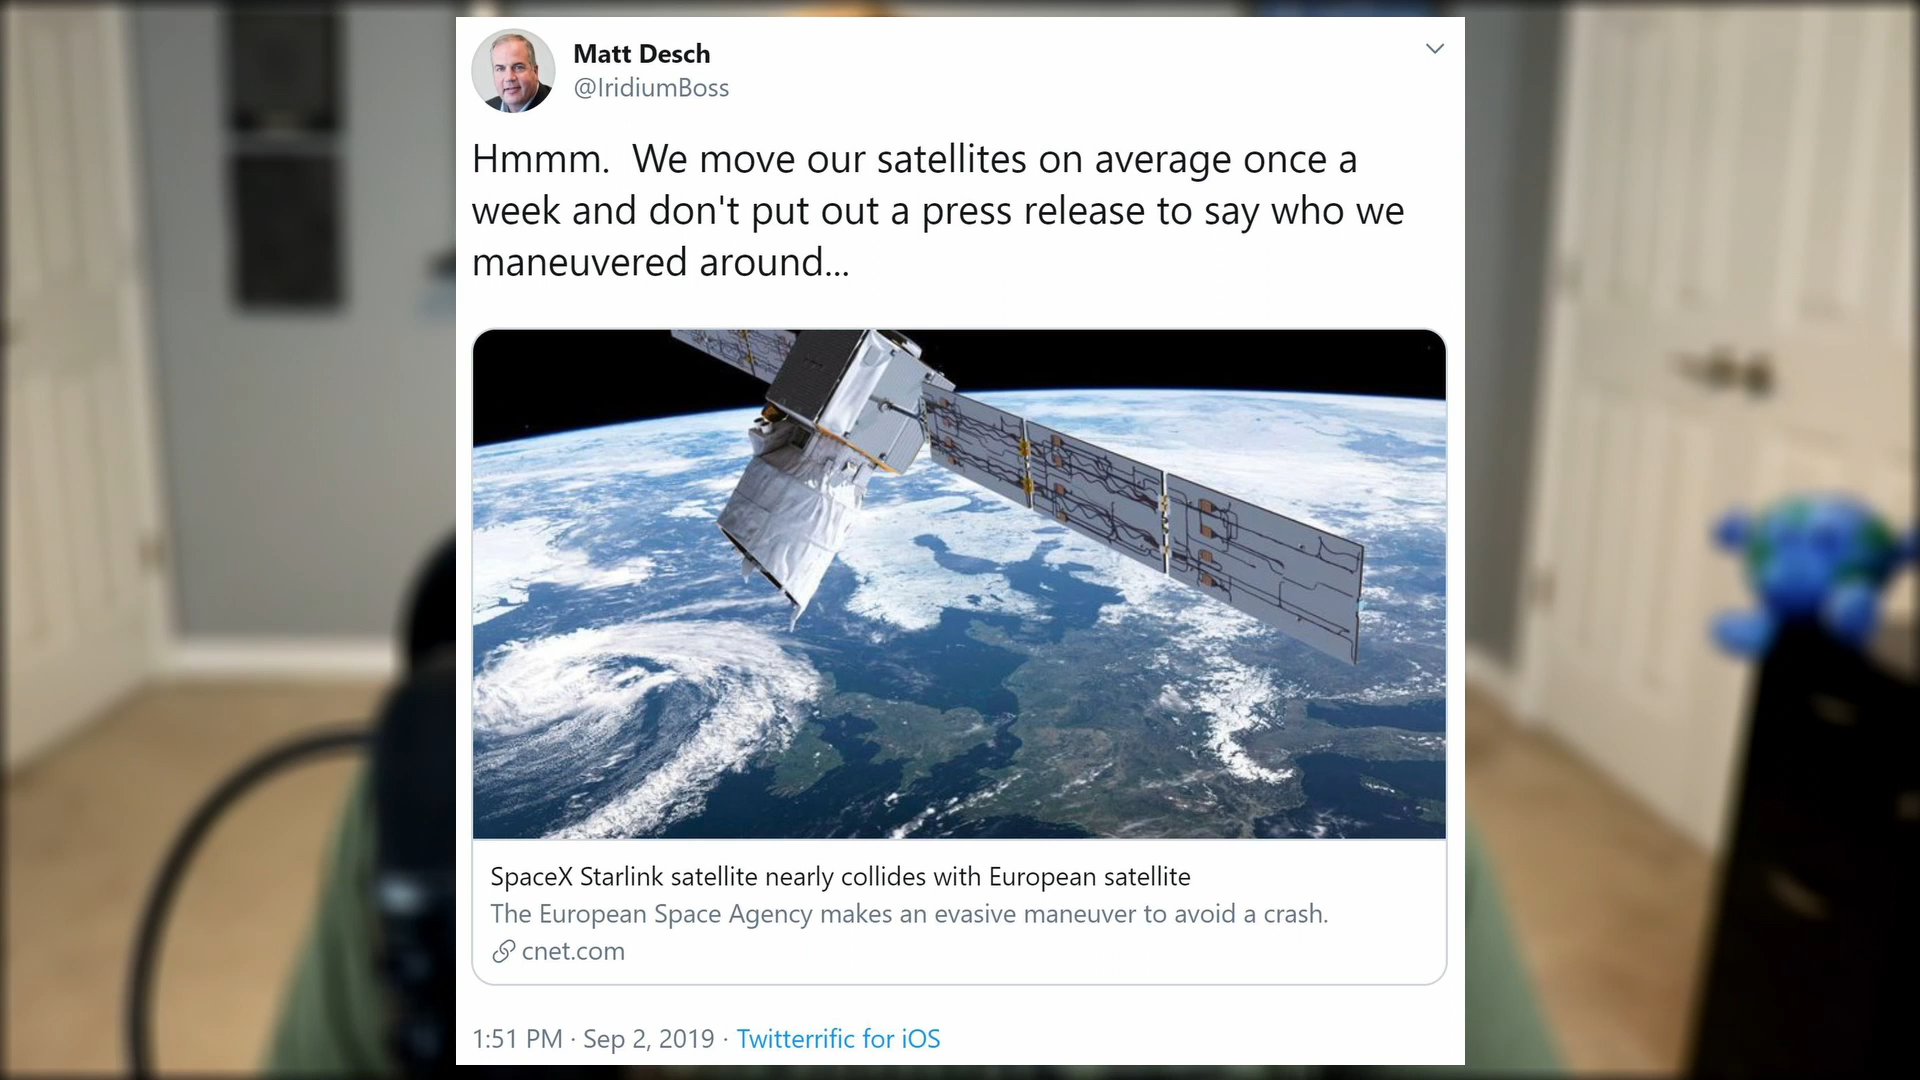 Matt Desch
@IridiumBoss
Hmmm.  We move our satellites on average once a
week and don't put out a press release to say who we
maneuvered around...
SpaceX Starlink satellite nearly collides with European satellite
The European Space Agency makes an evasive maneuver to avoid a crash.
cnet.com
1:51 PM · Sep 2, 2019 · Twitterrific for iOS